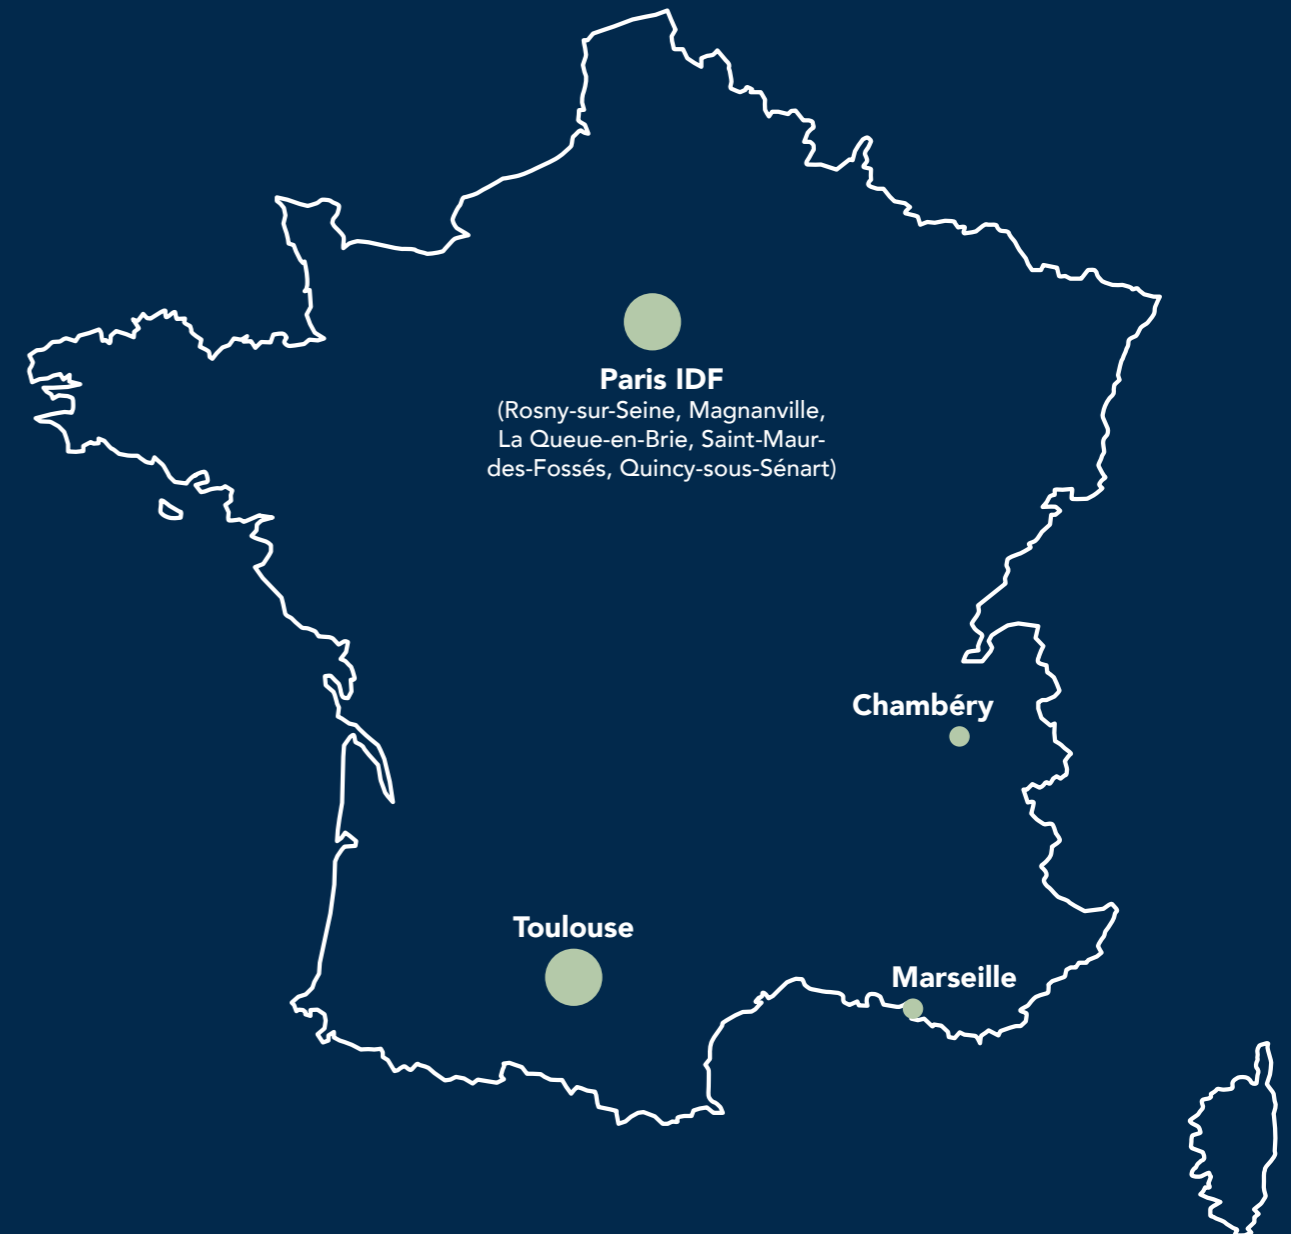 Paris IDF
(Rosny-sur-Seine, Magnanville,
La Queue-en-Brie, Saint-Maur-
des-Fossés, Quincy-sous-Sénart)
Chambéry
Toulouse
Marseille